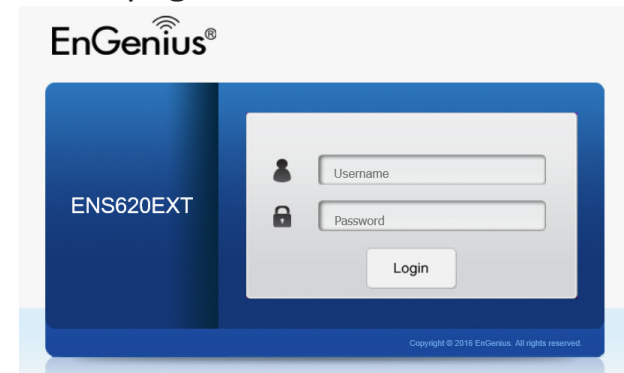 EnGenius®
ENS620EXT
Username
Password
Login
Copyright © 2016 EnGenius. All rights reserved.